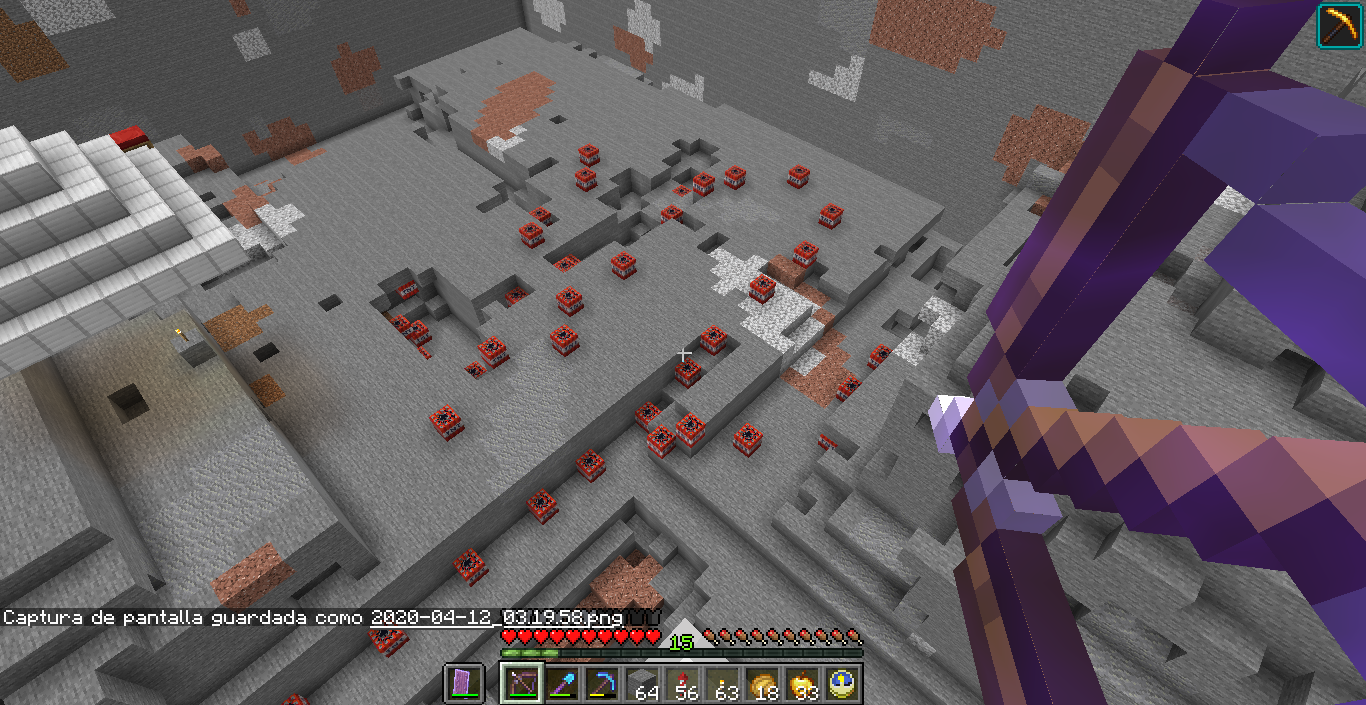 Captura de pantalla guardada como 2020-04-12_03.19.58.png
15
64 56 63 18 33